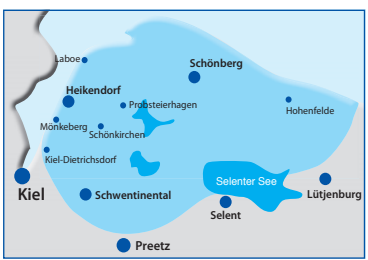 Laboe
Schönberg
Heikendorf
Probsteierhagen
Hohenfelde
Mönkeberg
Schönkirchen
Kiel-Dietrichsdorf
Selenter See
Kiel
Schwentinental
Lütjenburg
Selent
Preetz